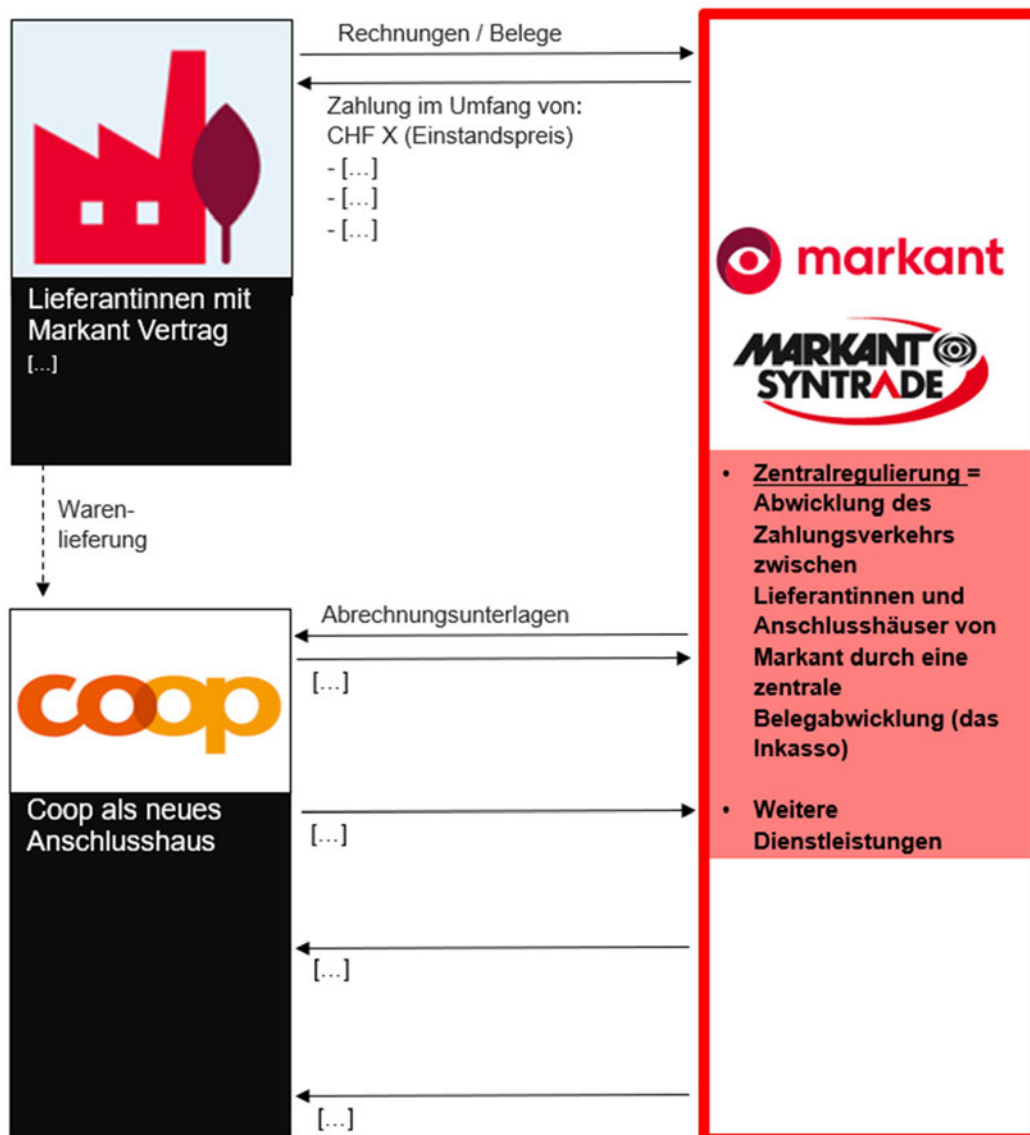 Rechnungen / Belege
Zahlung im Umfang von:
CHF X (Einstandspreis)
- [...]
- [...]
- [...]
Lieferantinnen mit
Markant Vertrag
[...]
Waren-
lieferung
markant
MARKANT
SYNTRADE
• Zentralregulierung =
Abwicklung des
Zahlungsverkehrs
zwischen
Lieferantinnen und
Anschlusshäuser von
Markant durch eine
zentrale
Belegabwicklung (das
Inkasso)
• Weitere
Dienstleistungen
Abrechnungsunterlagen
[...]
coop
Coop als neues
Anschlusshaus
[...]
[...]
[...]